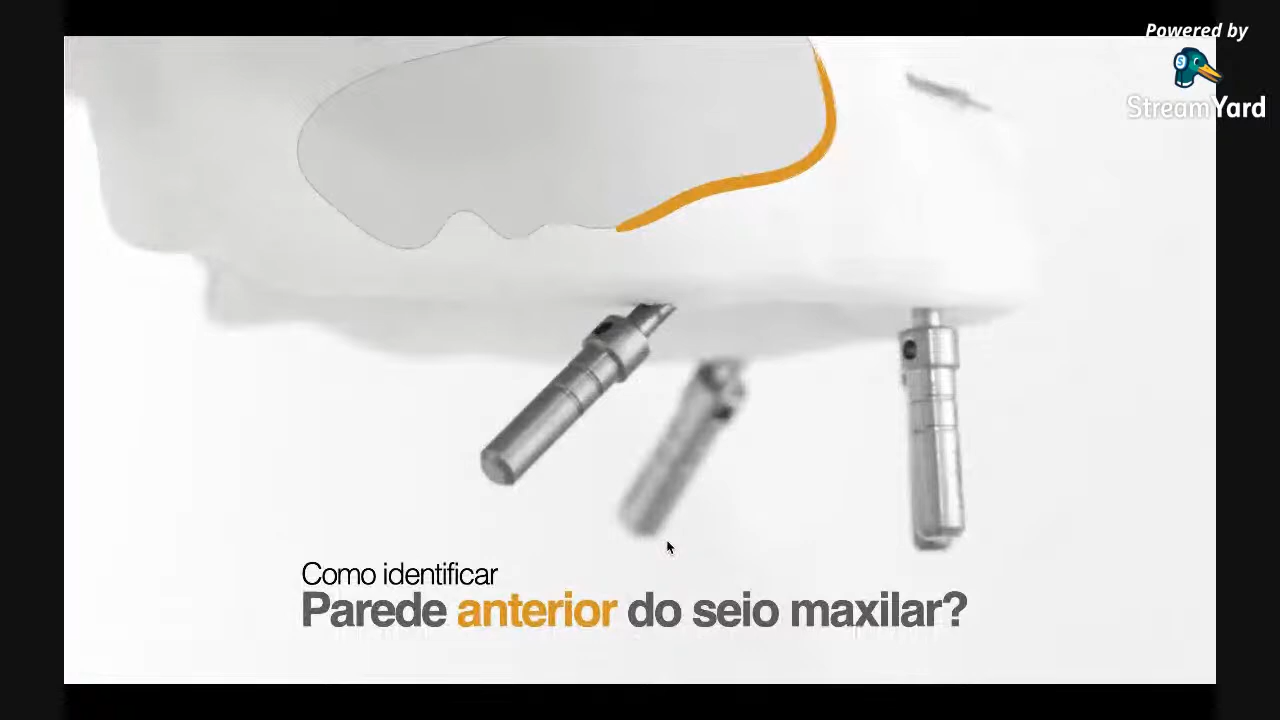 Powered by
StreamYard
Como identificar
Parede anterior do seio maxilar?